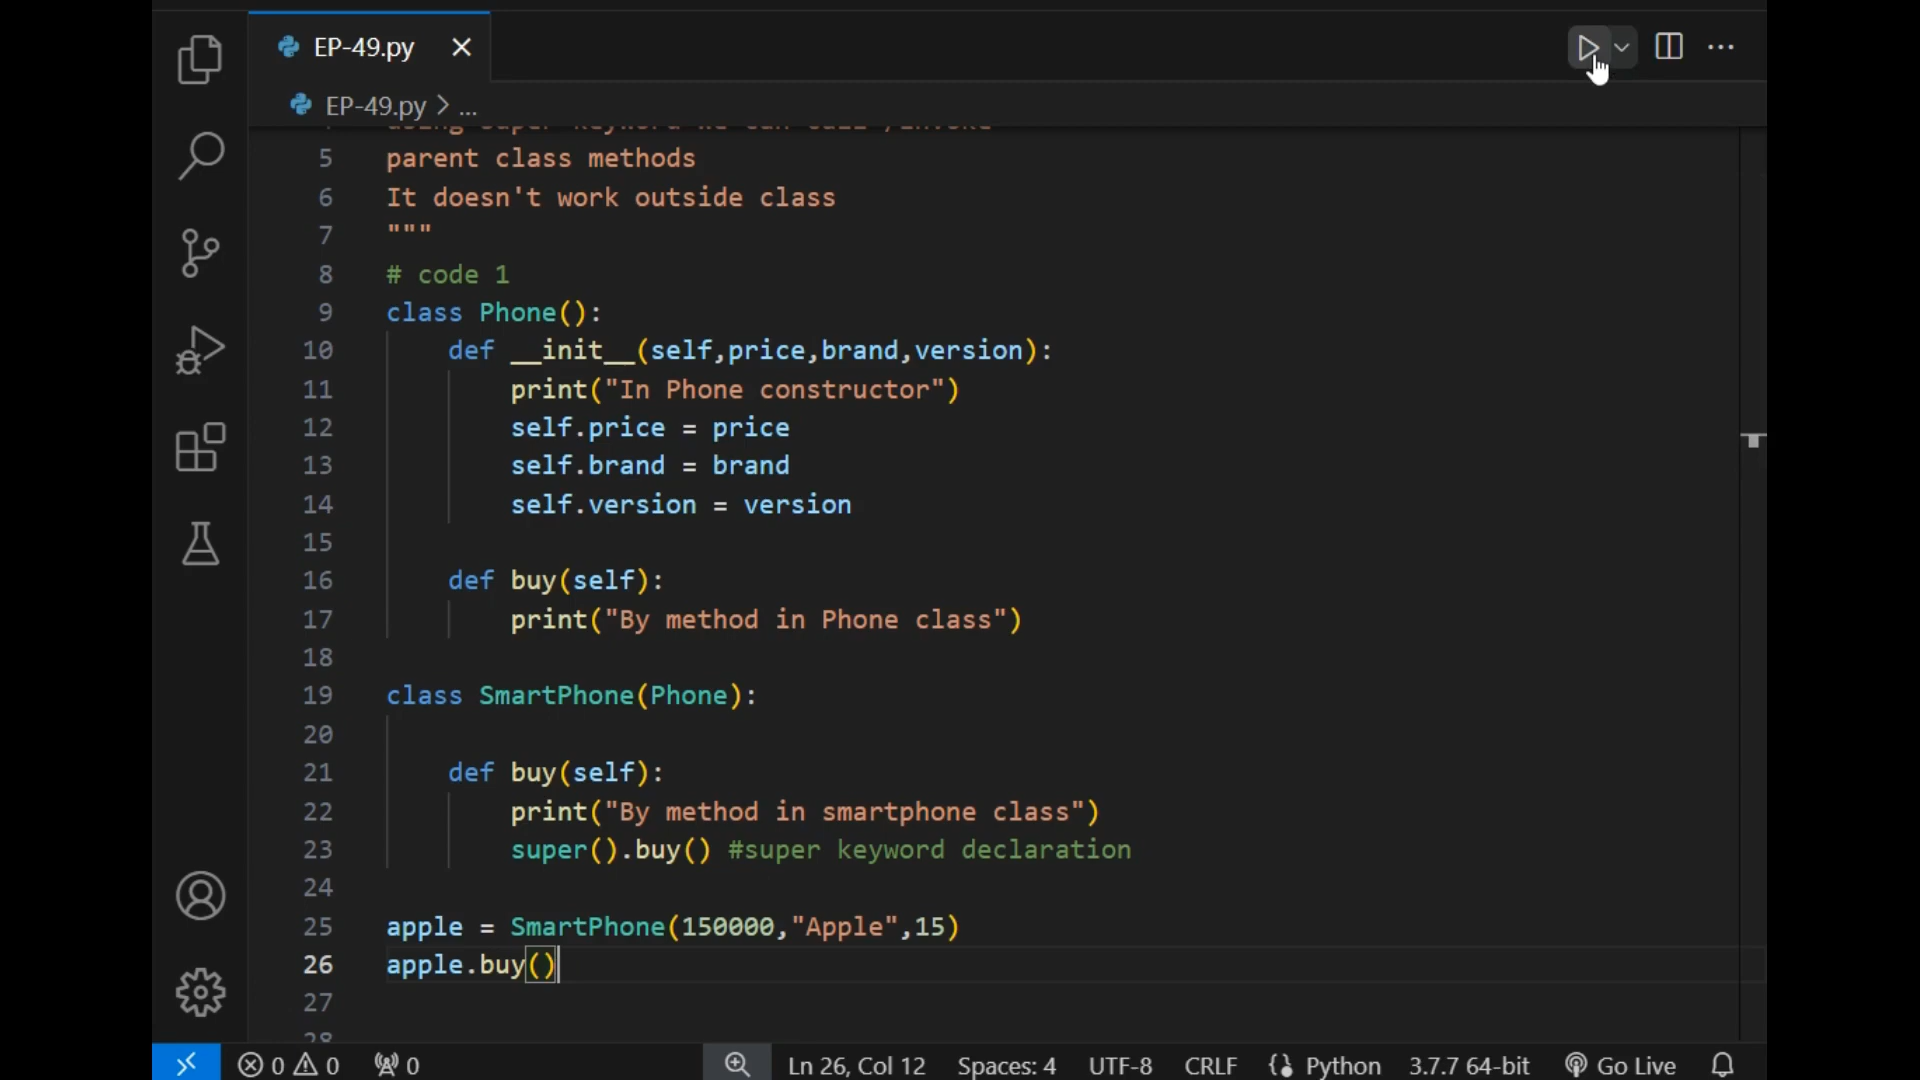 EP-49.py
EP-49.py > ...
5 parent class methods
6 It doesn't work outside class
7 """
8 # code 1
9 class Phone():
10 def __init__(self,price,brand,version):
11 print("In Phone constructor")
12 self.price = price
13 self.brand = brand
14 self.version = version
15
16 def buy(self):
17 print("By method in Phone class")
18
19 class SmartPhone(Phone):
20
21 def buy(self):
22 print("By method in smartphone class")
23 super().buy() #super keyword declaration
24
25 apple = SmartPhone(150000,"Apple",15)
26 apple.buy()
27
28
0 0 0 Ln 26, Col 12 Spaces: 4 UTF-8 CRLF Python 3.7.7 64-bit Go Live